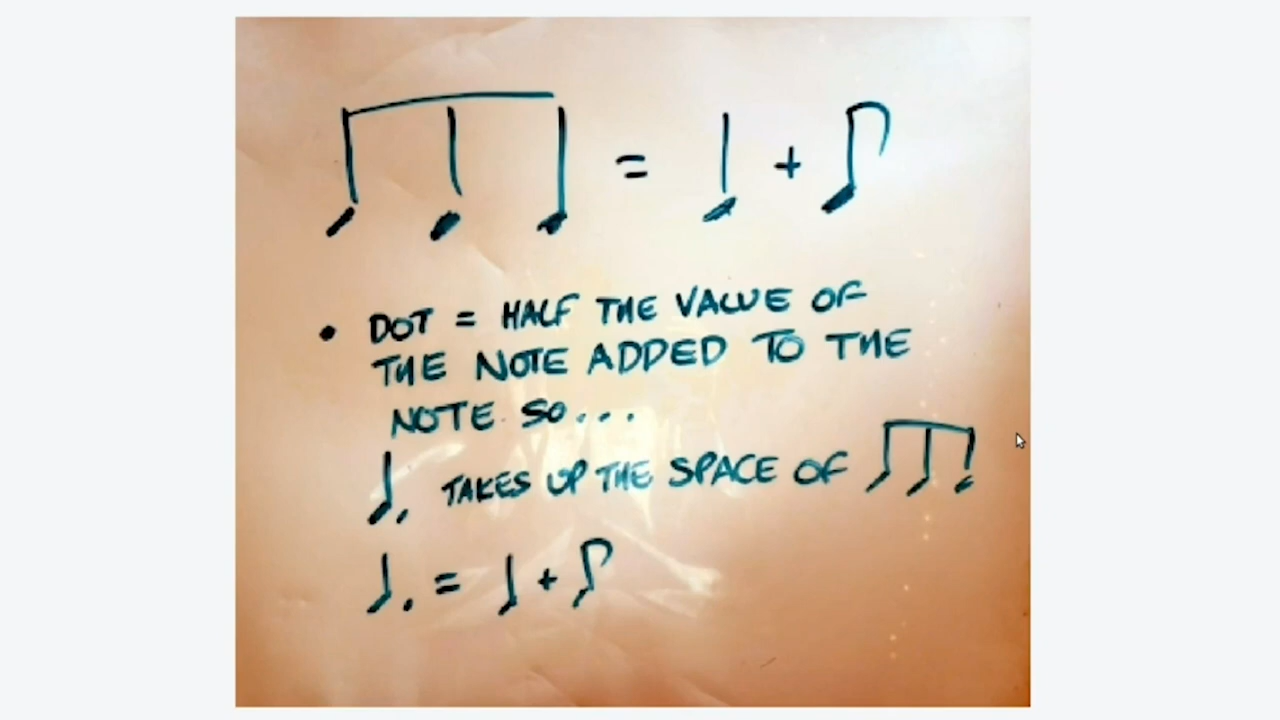 = +
• DOT = HALF THE VALUE OF
THE NOTE ADDED TO THE
NOTE SO...
♩. TAKES UP THE SPACE OF ♫♪
♩. = ♩ + ♪